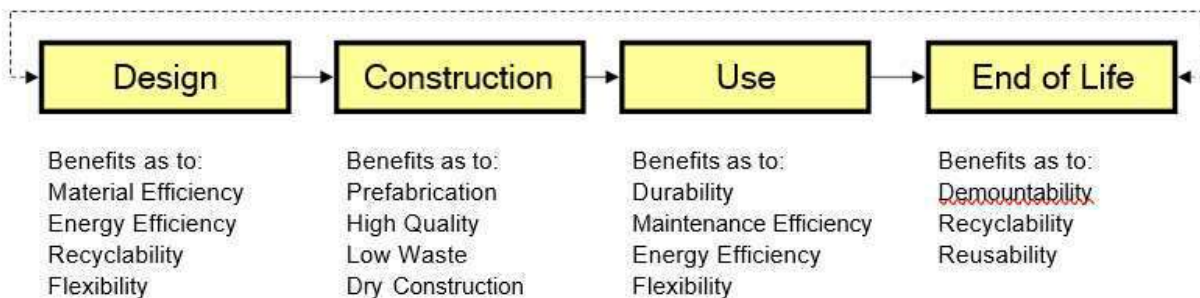 Design
Construction
Use
End of Life
Benefits as to:
Material Efficiency
Energy Efficiency
Recyclability
Flexibility
Benefits as to:
Prefabrication
High Quality
Low Waste
Dry Construction
Benefits as to:
Durability
Maintenance Efficiency
Energy Efficiency
Flexibility
Benefits as to:
Demountability
Recyclability
Reusability